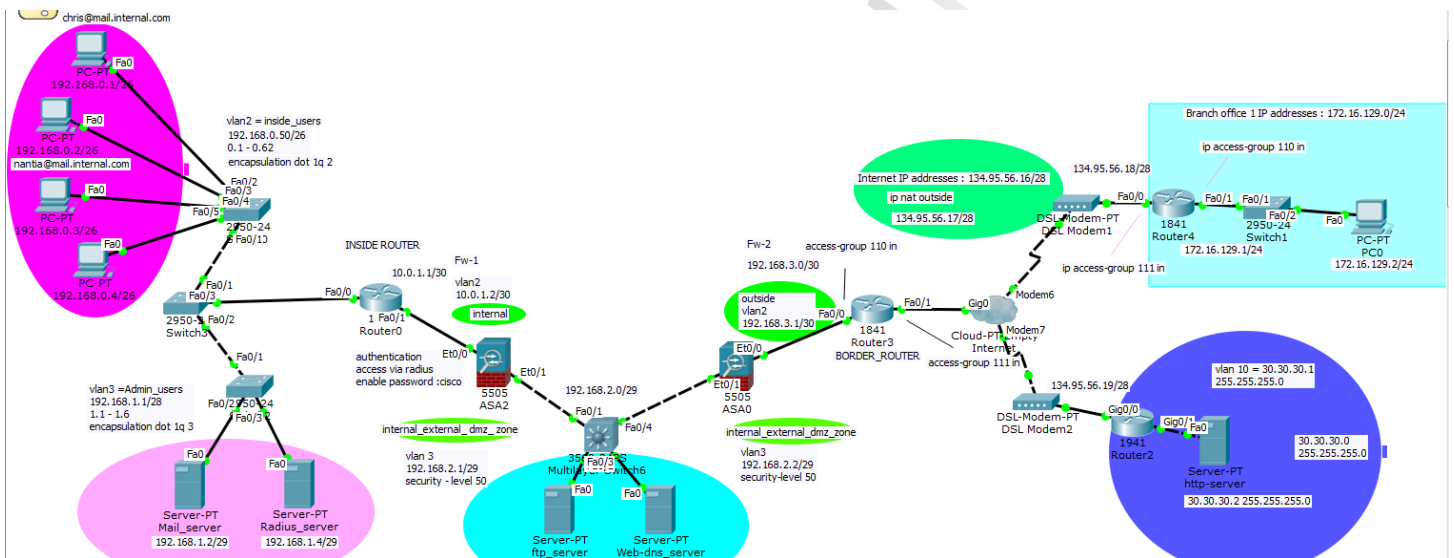 chris@mail.internal.com
Fa0
PC-PT
192.168.0.1/26
Fa0
PC-PT
192.168.0.2/26
nantia@mail.internal.com
Fa0
PC-PT
192.168.0.3/26
Fa0
PC-PT
192.168.0.4/26
vlan2 = inside_users
192.168.0.50/26
0.1 - 0.62
encapsulation dot 1q 2
Fa0/2
Fa0/3
Fa0/4
Fa0/5
2950-24
Fa0/10
Fa0/1
Fa0/3
Switch3
Fa0/2
Fa0/1
vlan3 =Admin_users
192.168.1.1/28
1.1 - 1.6
encapsulation dot 1q 3
Fa0/3
Fa0
Fa0
Server-PT
Mail_server
192.168.1.2/29
Server-PT
Radius_server
192.168.1.4/29
INSIDE ROUTER
10.0.1.1/30
Fa0/0
Fa0/1
Router0
authentication
access via radius
enable password :cisco
Fw-1
vlan2
10.0.1.2/30
internal
Et0/0
Et0/1
5505
ASA2
internal_external_dmz_zone
vlan 3
192.168.2.1/29
security - level 50
192.168.2.0/29
Fa0/1
Fa0/4
Fa0/3
Fa0
Fa0
Server-PT
ftp_server
Server-PT
Web-dns_server
Fw-2
192.168.3.0/30
outside
vlan2
192.168.3.1/30
Et0/0
Et0/1
5505
ASA0
internal_external_dmz_zone
vlan3
192.168.2.2/29
security-level 50
access-group 110 in
Fa0/0
Fa0/1
1841
Router3
BORDER_ROUTER
access-group 111 in
Internet IP addresses : 134.95.56.16/28
ip nat outside
134.95.56.17/28
Gig0
Modem6
Modem7
Cloud-PT-Empty
Internet
DSL-Modem-PT
DSL Modem1
134.95.56.18/28
Fa0/0
Fa0/1
1841
Router4
ip access-group 111 in
Branch office 1 IP addresses : 172.16.129.0/24
ip access-group 110 in
172.16.129.1/24
Fa0/1
Fa0/2
2950-24
Switch1
Fa0
PC-PT
PC0
172.16.129.2/24
DSL-Modem-PT
DSL Modem2
134.95.56.19/28
Gig0/0
Gig0/1
1941
Router2
Fa0
Server-PT
http-server
vlan 10 = 30.30.30.1
255.255.255.0
30.30.30.0
255.255.255.0
30.30.30.2 255.255.255.0